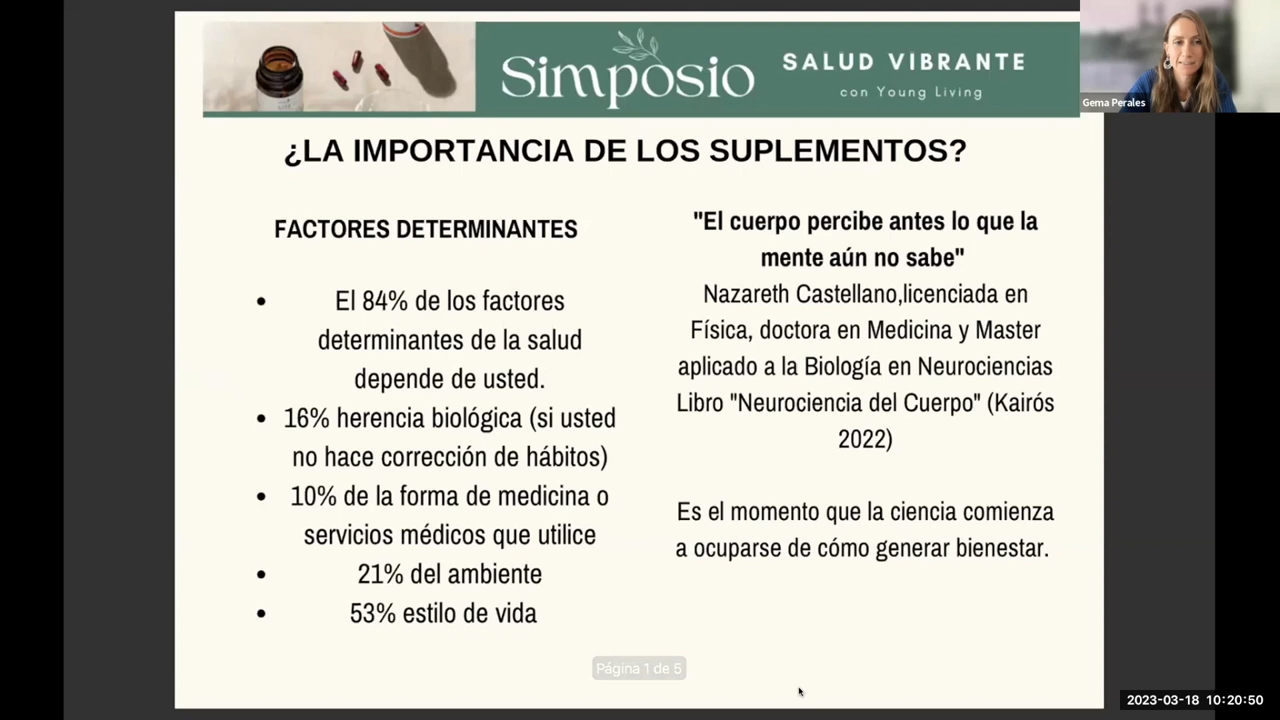 Simposio
SALUD VIBRANTE
con Young Living
Gema Perales
¿LA IMPORTANCIA DE LOS SUPLEMENTOS?
FACTORES DETERMINANTES
• El 84% de los factores
determinantes de la salud
depende de usted.
• 16% herencia biológica (si usted
no hace corrección de hábitos)
• 10% de la forma de medicina o
servicios médicos que utilice
• 21% del ambiente
• 53% estilo de vida
"El cuerpo percibe antes lo que la
mente aún no sabe"
Nazareth Castellano,licenciada en
Física, doctora en Medicina y Master
aplicado a la Biología en Neurociencias
Libro "Neurociencia del Cuerpo" (Kairós
2022)
Es el momento que la ciencia comienza
a ocuparse de cómo generar bienestar.
Página 1 de 5
2023-03-18 10:20:50